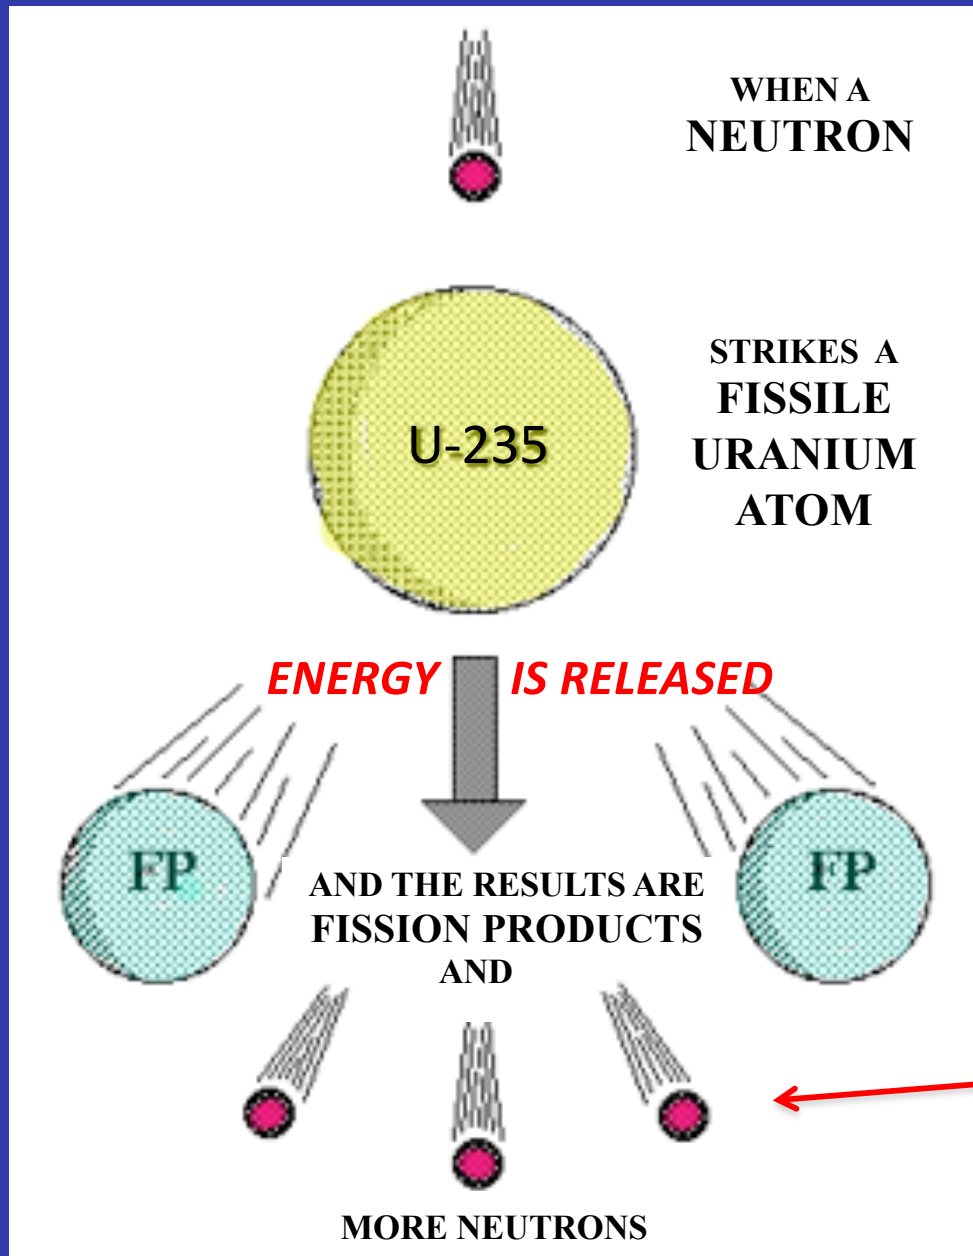 WHEN A
NEUTRON
STRIKES A
FISSILE
URANIUM
ATOM
U-235
ENERGY IS RELEASED
FP
FP
AND THE RESULTS ARE
FISSION PRODUCTS
AND
MORE NEUTRONS